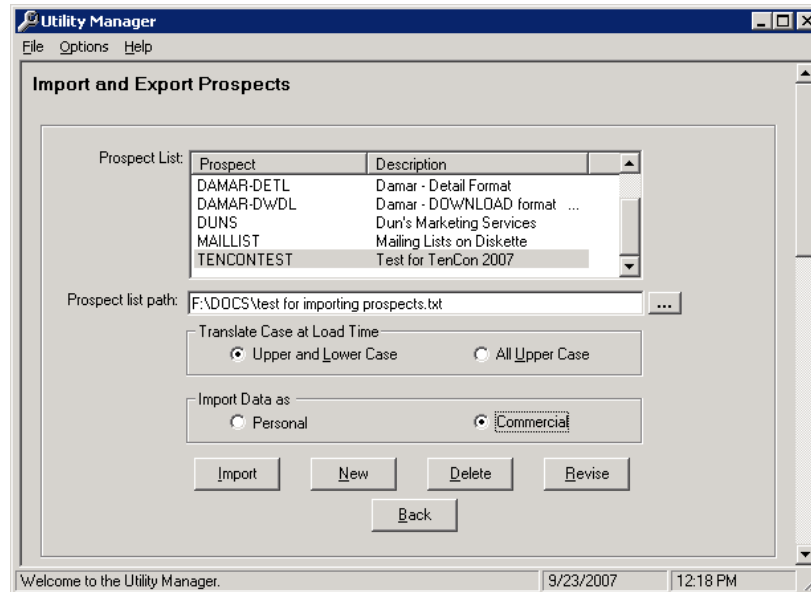 Utility Manager
File Options Help
Import and Export Prospects
Prospect List:
Prospect Description
DAMAR-DETL Damar - Detail Format
DAMAR-DWDL Damar - DOWNLOAD format ...
DUNS Dun's Marketing Services
MAILLIST Mailing Lists on Diskette
TENCONTEST Test for TenCon 2007
Prospect list path: F:\DOCS\test for importing prospects.txt ...
Translate Case at Load Time
Upper and Lower Case All Upper Case
Import Data as
Personal Commercial
Import New Delete Revise
Back
Welcome to the Utility Manager. 9/23/2007 12:18 PM